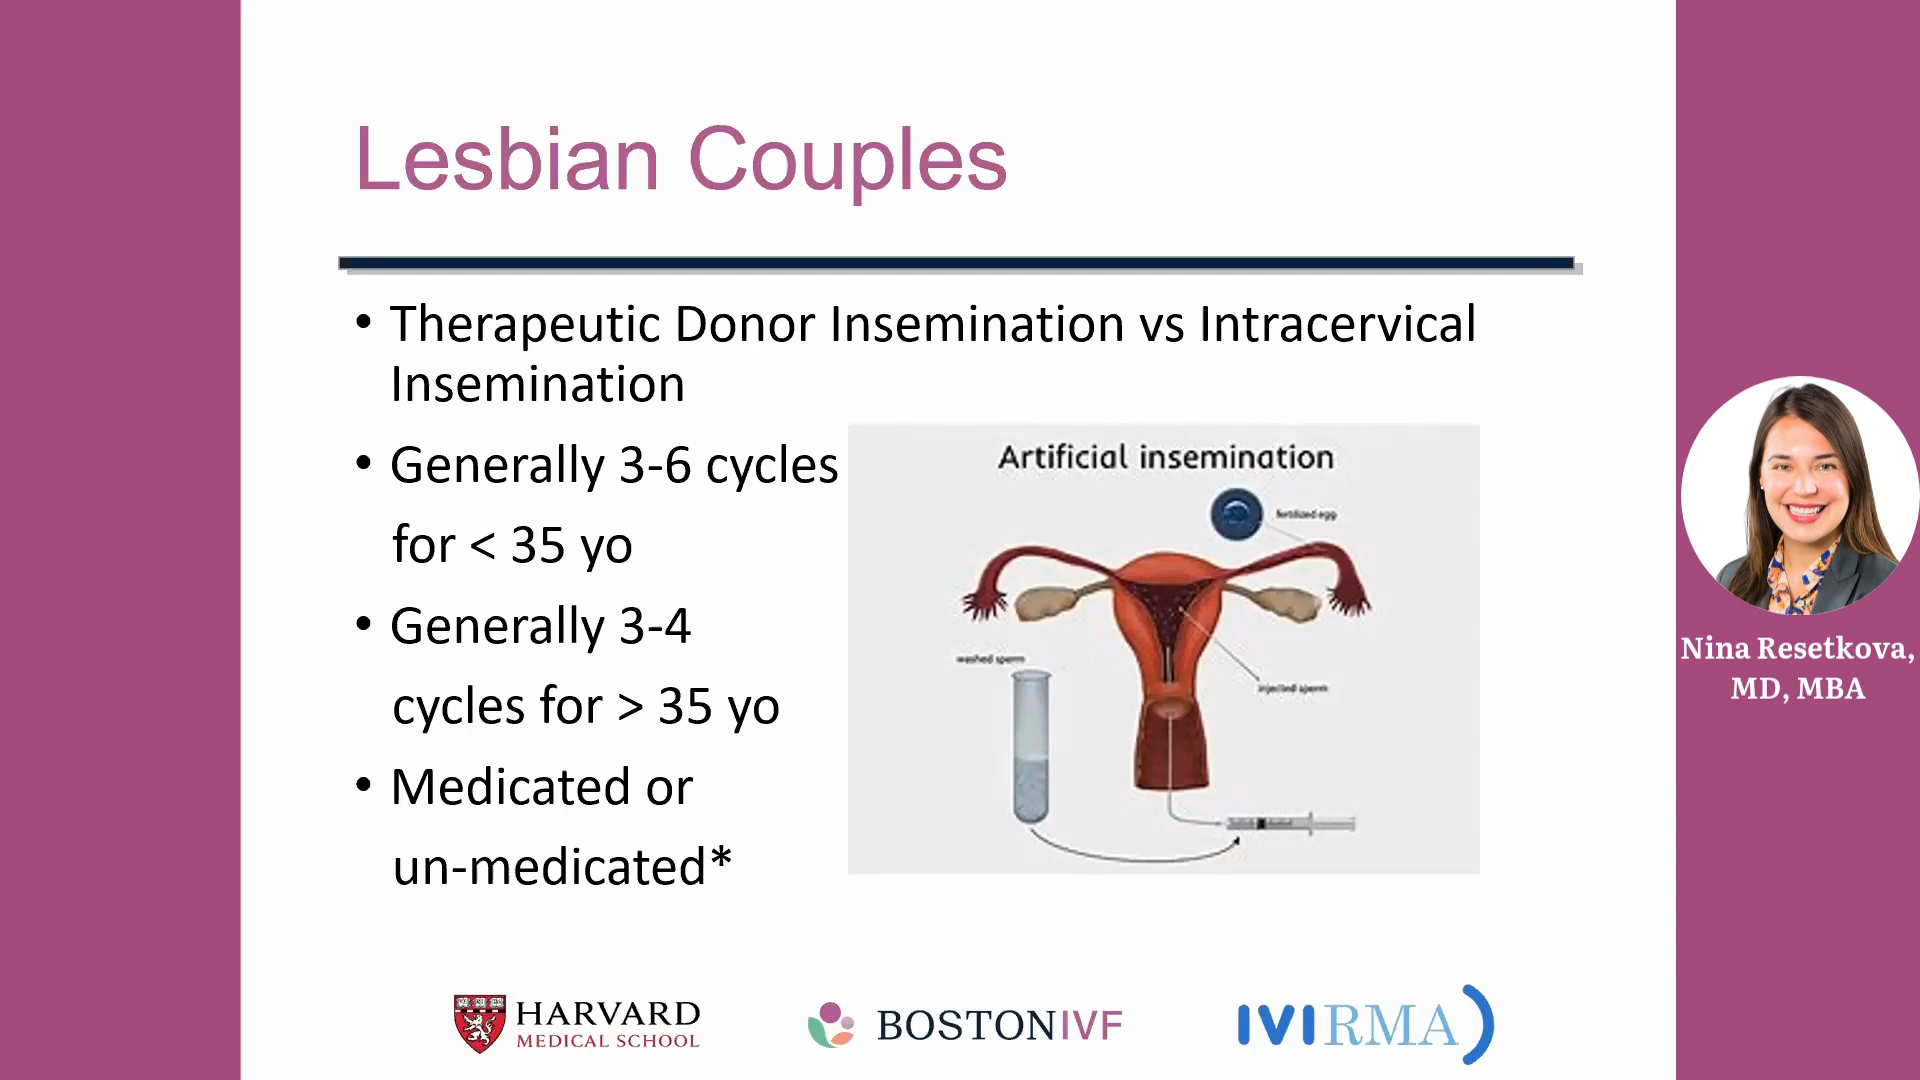 Lesbian Couples
• Therapeutic Donor Insemination vs Intracervical
Insemination
• Generally 3-6 cycles
for < 35 yo
• Generally 3-4
cycles for > 35 yo
• Medicated or
un-medicated*
Artificial insemination
fertilized egg
washed sperm
injected sperm
Nina Resetkova,
MD, MBA
HARVARD
MEDICAL SCHOOL
BOSTONIVF
IVIRMA